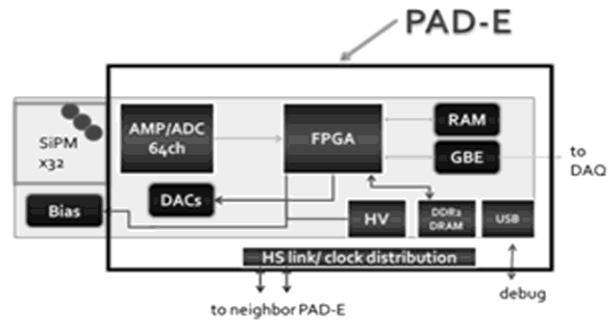 PAD-E
SiPM
x32
AMP/ADC
64ch
FPGA
RAM
GBE
to
DAQ
DACs
Bias
HV
DDR2
DRAM
USB
HS link/ clock distribution
to neighbor PAD-E
debug